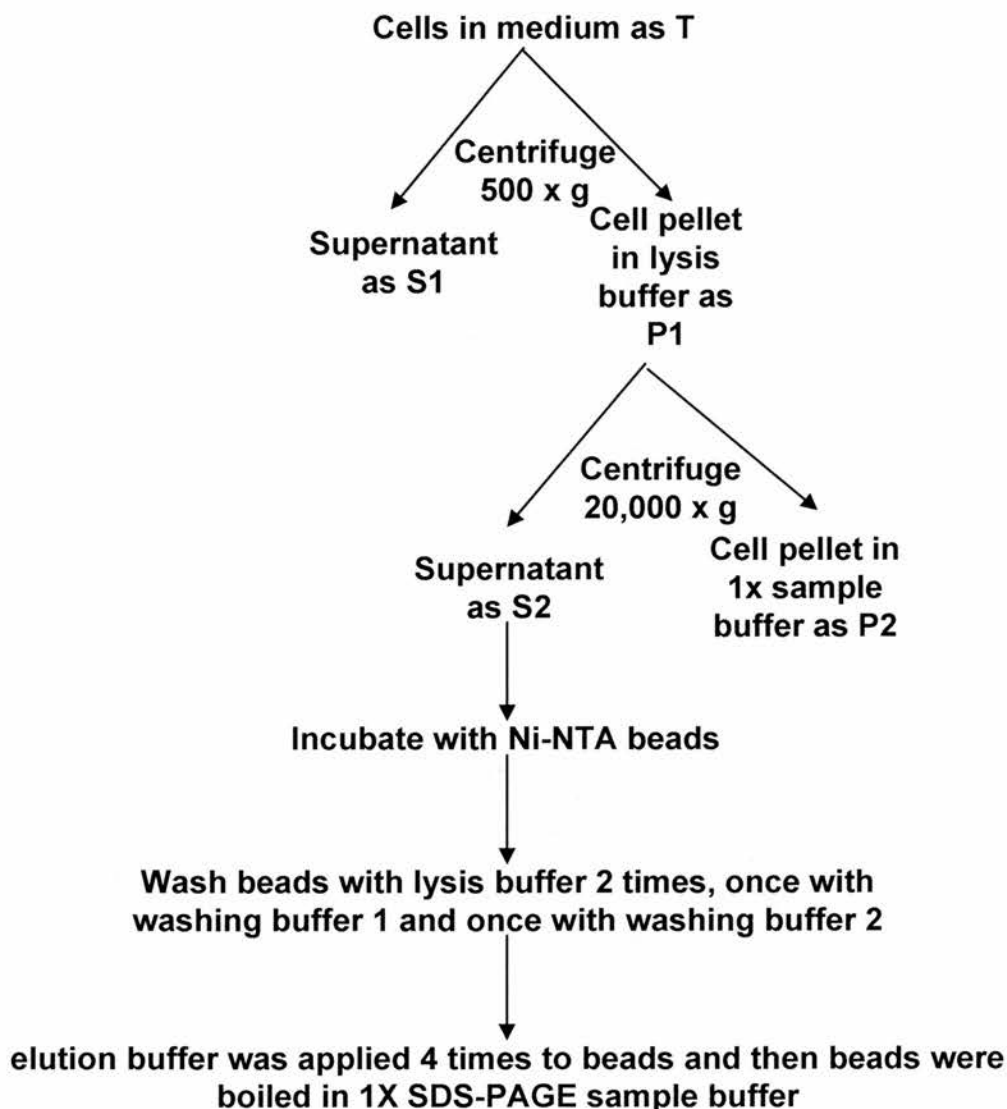 Cells in medium as T
Centrifuge
500 x g
Supernatant
as S1
Cell pellet
in lysis
buffer as
P1
Centrifuge
20,000 x g
Supernatant
as S2
Cell pellet in
1x sample
buffer as P2
Incubate with Ni-NTA beads
Wash beads with lysis buffer 2 times, once with
washing buffer 1 and once with washing buffer 2
elution buffer was applied 4 times to beads and then beads were
boiled in 1X SDS-PAGE sample buffer